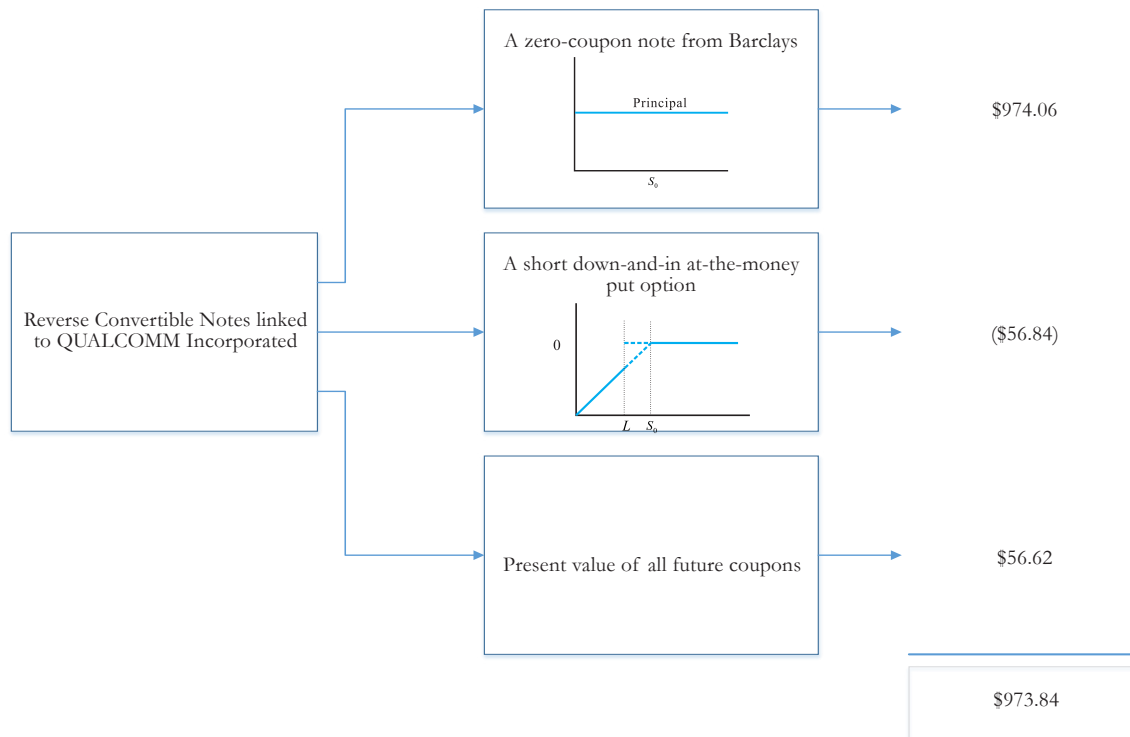 A zero-coupon note from Barclays
Principal
S₀
$974.06
Reverse Convertible Notes linked
to QUALCOMM Incorporated
A short down-and-in at-the-money
put option
0
L S₀
($56.84)
Present value of all future coupons
$56.62
$973.84